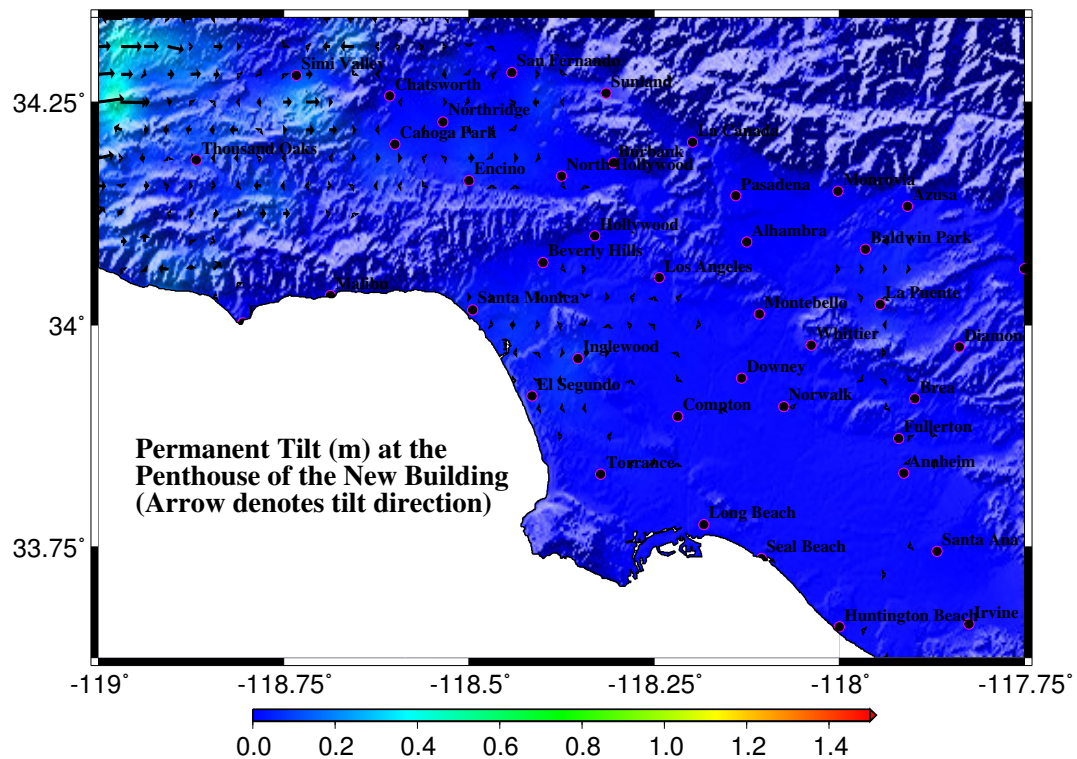 Simi Valley
San Fernando
Chatsworth
Sunland
34.25˚
Northridge
Canoga Park
La Canada
Thousand Oaks
Burbank
North Hollywood
Encino
Pasadena
Monrovia
Azusa
Hollywood
Alhambra
Baldwin Park
Beverly Hills
Los Angeles
Malibu
Santa Monica
Montebello
La Puente
34˚
Inglewood
Whittier
Diamon
Downey
El Segundo
Compton
Norwalk
Brea
Fullerton
Permanent Tilt (m) at the
Penthouse of the New Building
(Arrow denotes tilt direction)
Torrance
Anaheim
Long Beach
33.75˚
Seal Beach
Santa Ana
Huntington Beach
Irvine
-119˚ -118.75˚ -118.5˚ -118.25˚ -118˚ -117.75˚
0.0 0.2 0.4 0.6 0.8 1.0 1.2 1.4